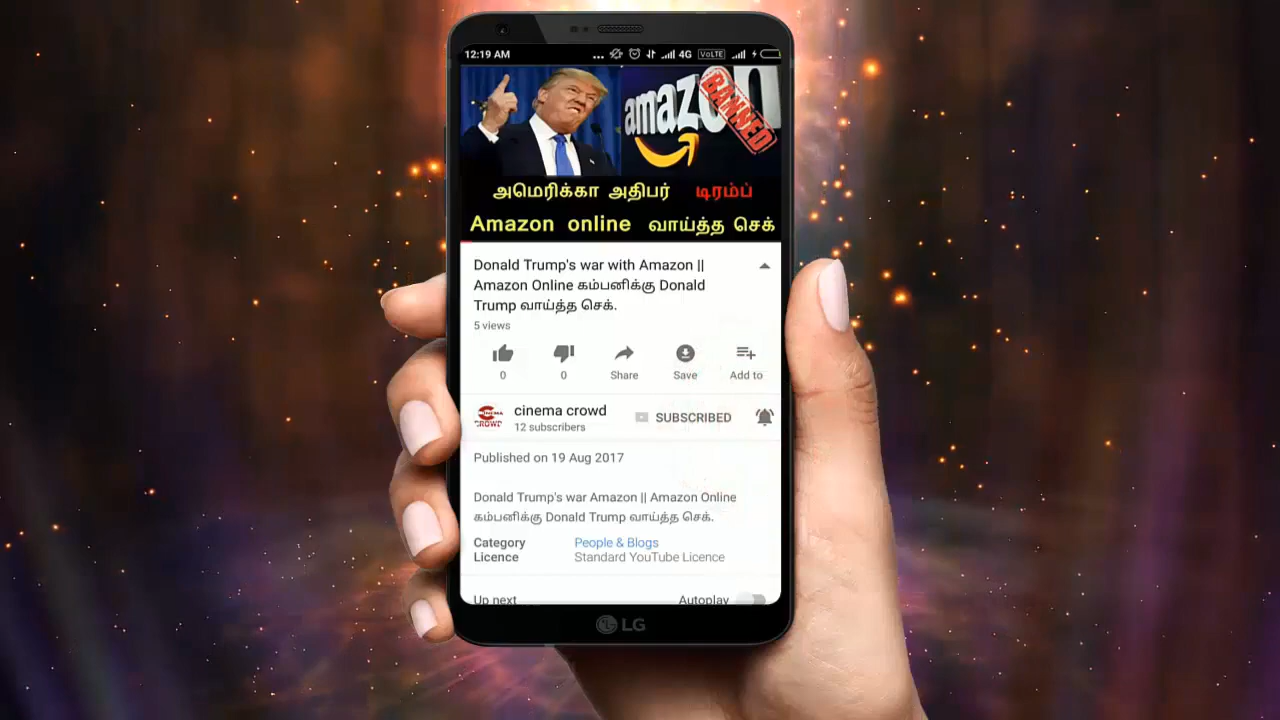 12:19 AM ... 4G VoLTE
amazon
BANNED
அமெரிக்கா அதிபர் டிரம்ப்
Amazon online வாய்த்த செக்
Donald Trump's war with Amazon ||
Amazon Online கம்பனிக்கு Donald
Trump வாய்த்த செக்.
5 views
0 0 Share Save Add to
CINEMA
CROWD
cinema crowd
SUBSCRIBED
12 subscribers
Published on 19 Aug 2017
Donald Trump's war Amazon || Amazon Online
கம்பனிக்கு Donald Trump வாய்த்த செக்.
Category People & Blogs
Licence Standard YouTube Licence
Up next Autoplay
LG